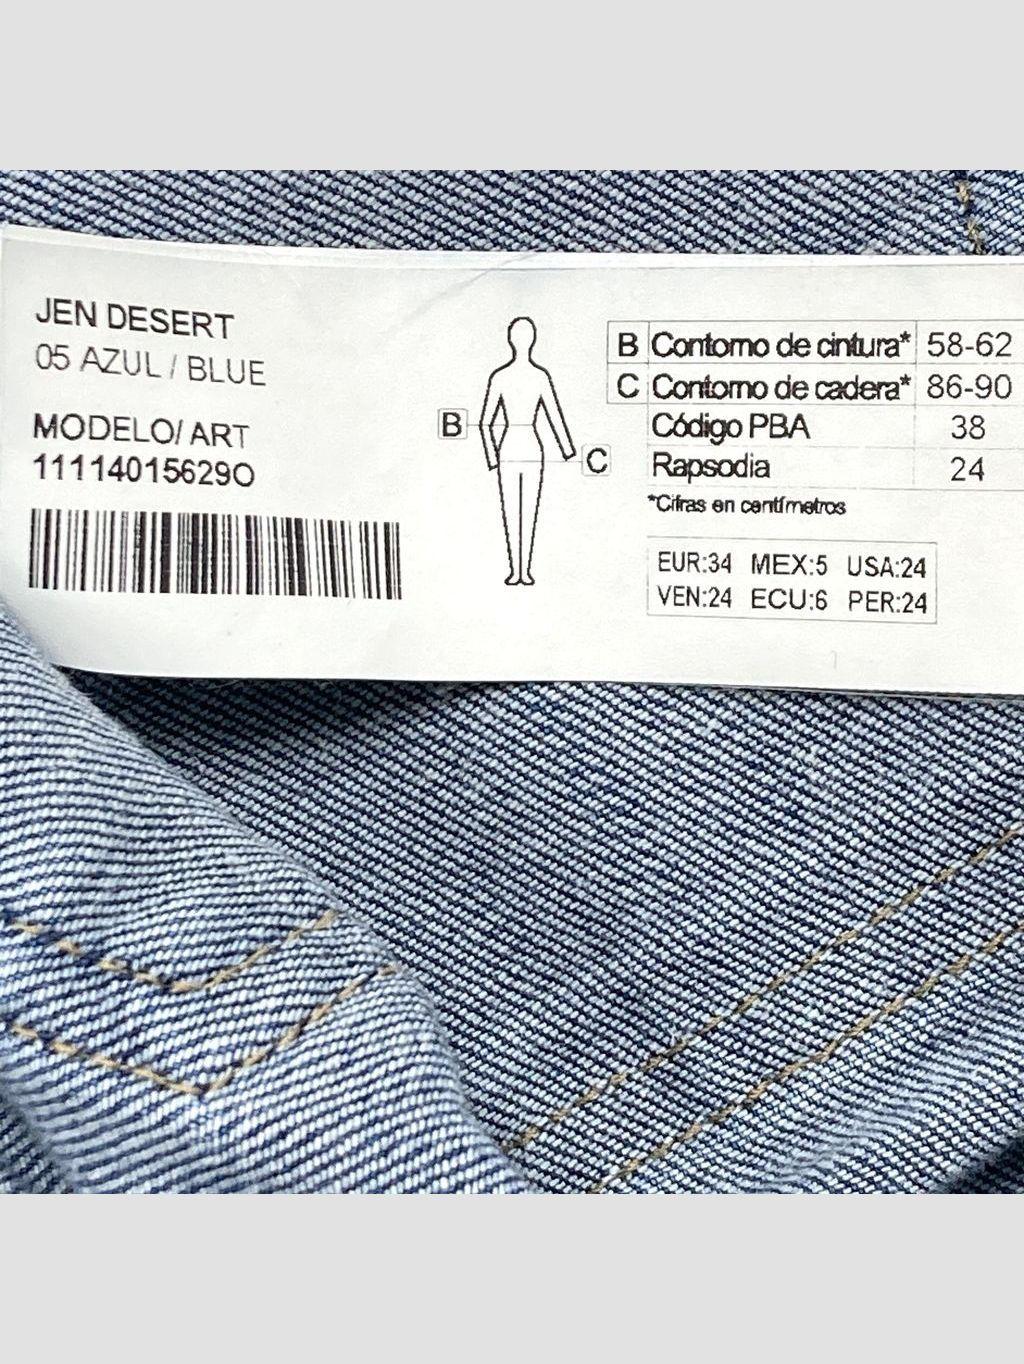 JEN DESERT
05 AZUL / BLUE
MODELO/ ART
11114015629O
B
C
B Contorno de cintura* 58-62
C Contorno de cadera* 86-90
Código PBA 38
Rapsodia 24
*Cifras en centímetros
EUR:34 MEX:5 USA:24
VEN:24 ECU:6 PER:24